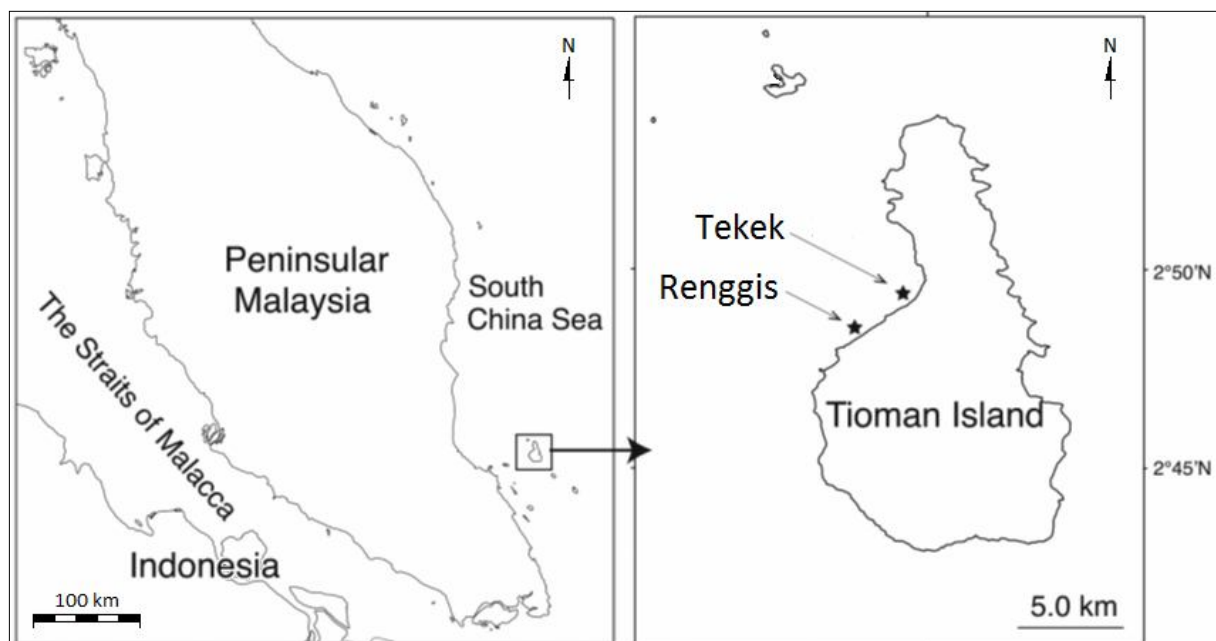 N
Peninsular
Malaysia
South
China Sea
The Straits of Malacca
Indonesia
100 km
N
Tekek
Renggis
2°50'N
Tioman Island
2°45'N
5.0 km